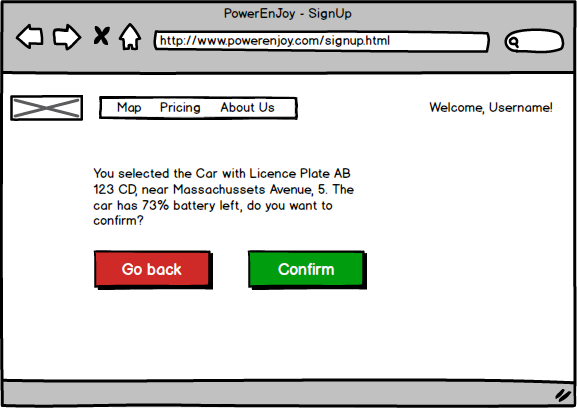 PowerEnJoy - SignUp
http://www.powerenjoy.com/signup.html
Map Pricing About Us
Welcome, Username!
You selected the Car with Licence Plate AB
123 CD, near Massachussets Avenue, 5. The
car has 73% battery left, do you want to
confirm?
Go back
Confirm